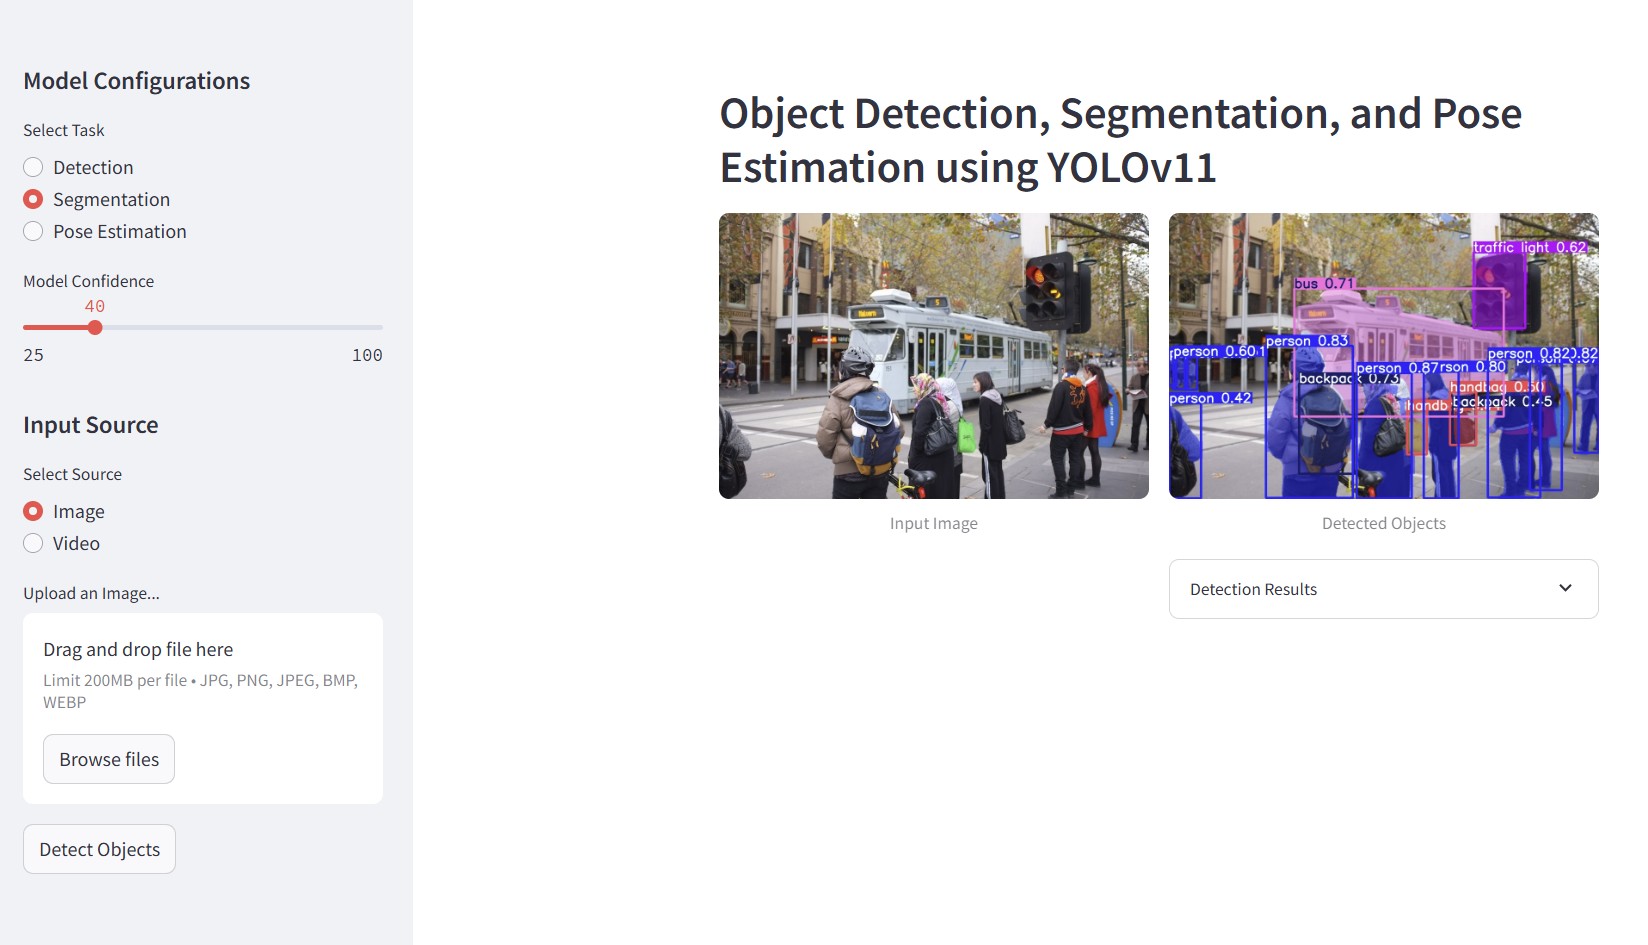 Model Configurations
Select Task
Detection
Segmentation
Pose Estimation
Model Confidence
40
25 100
Input Source
Select Source
Image
Video
Upload an Image...
Drag and drop file here
Limit 200MB per file • JPG, PNG, JPEG, BMP,
WEBP
Browse files
Detect Objects
Object Detection, Segmentation, and Pose
Estimation using YOLOv11
traffic light 0.62
bus 0.71
person 0.83
person 0.60
person 0.820.82
person 0.87rson 0.80
backpack 0.73
handbag 0.50
person 0.42
handb
backpack 0.45
Input Image
Detected Objects
Detection Results